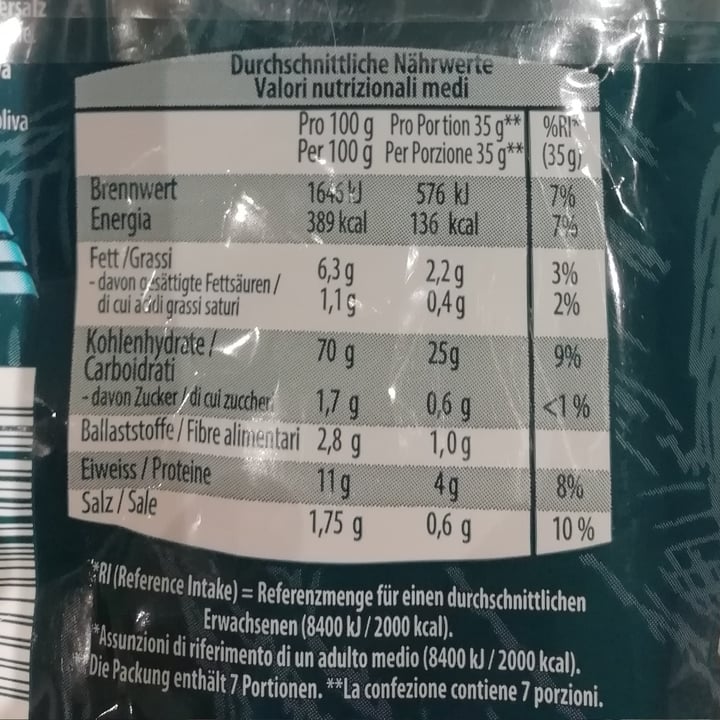 ersalz
a
oliva
Durchschnittliche Nährwerte
Valori nutrizionali medi
Pro 100 g Pro Portion 35 g** %RI*
Per 100 g Per Porzione 35 g** (35g)
Brennwert 576 kJ 7%
Energia 389 kcal 136 kcal 7%
Fett /Grassi 6,3 g 2,2 g 3%
- davon gesättigte Fettsäuren /
di cui acidi grassi saturi 1,1 g 0,4 g 2%
Kohlenhydrate / 70 g 25g 9%
Carboidrati
- davon Zucker / di cui zuccheri 1,7 g 0,6 g <1 %
Ballaststoffe / Fibre alimentari 2,8 g 1,0 g
Eiweiss / Proteine 11 g 4 g 8%
Salz / Sale 1,75 g 0,6 g 10 %
*RI (Reference Intake) = Referenzmenge für einen durchschnittlichen
Erwachsenen (8400 kJ / 2000 kcal).
*Assunzioni di riferimento di un adulto medio (8400 kJ / 2000 kcal).
**Die Packung enthält 7 Portionen. **La confezione contiene 7 porzioni.